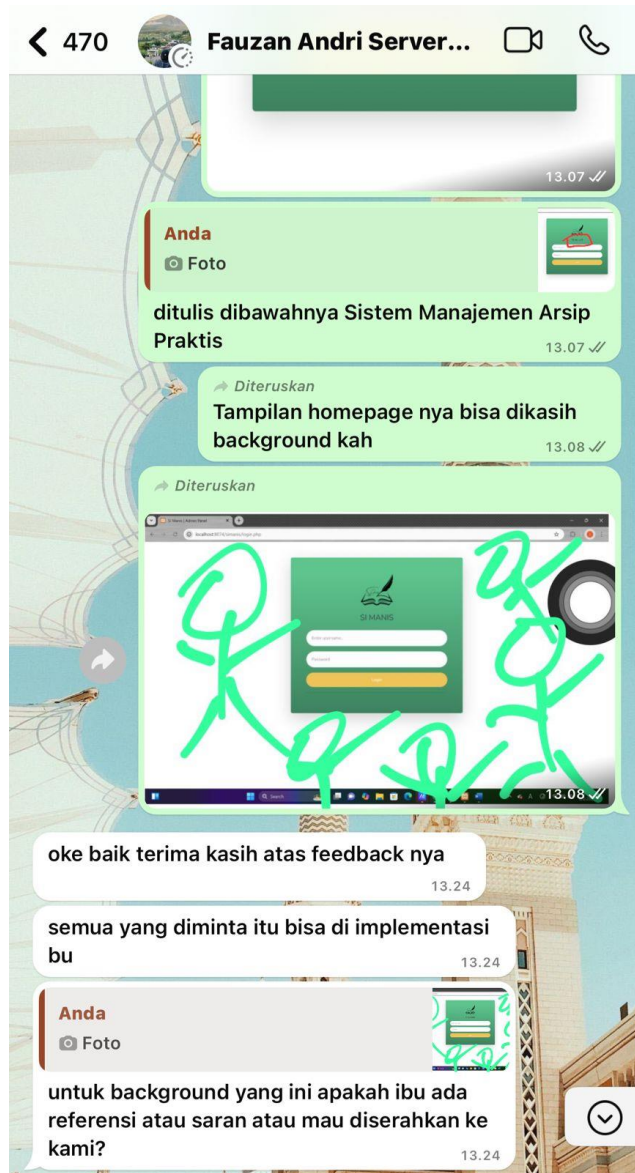 470
Fauzan Andri Server...
13.07
Anda
Foto
ditulis dibawahnya Sistem Manajemen Arsip
Praktis
13.07
Diteruskan
Tampilan homepage nya bisa dikasih
background kah
13.08
Diteruskan
SI MANIS
Password
13.08
oke baik terima kasih atas feedback nya
13.24
semua yang diminta itu bisa di implementasi
bu
13.24
Anda
Foto
untuk background yang ini apakah ibu ada
referensi atau saran atau mau diserahkan ke
kami?
13.24